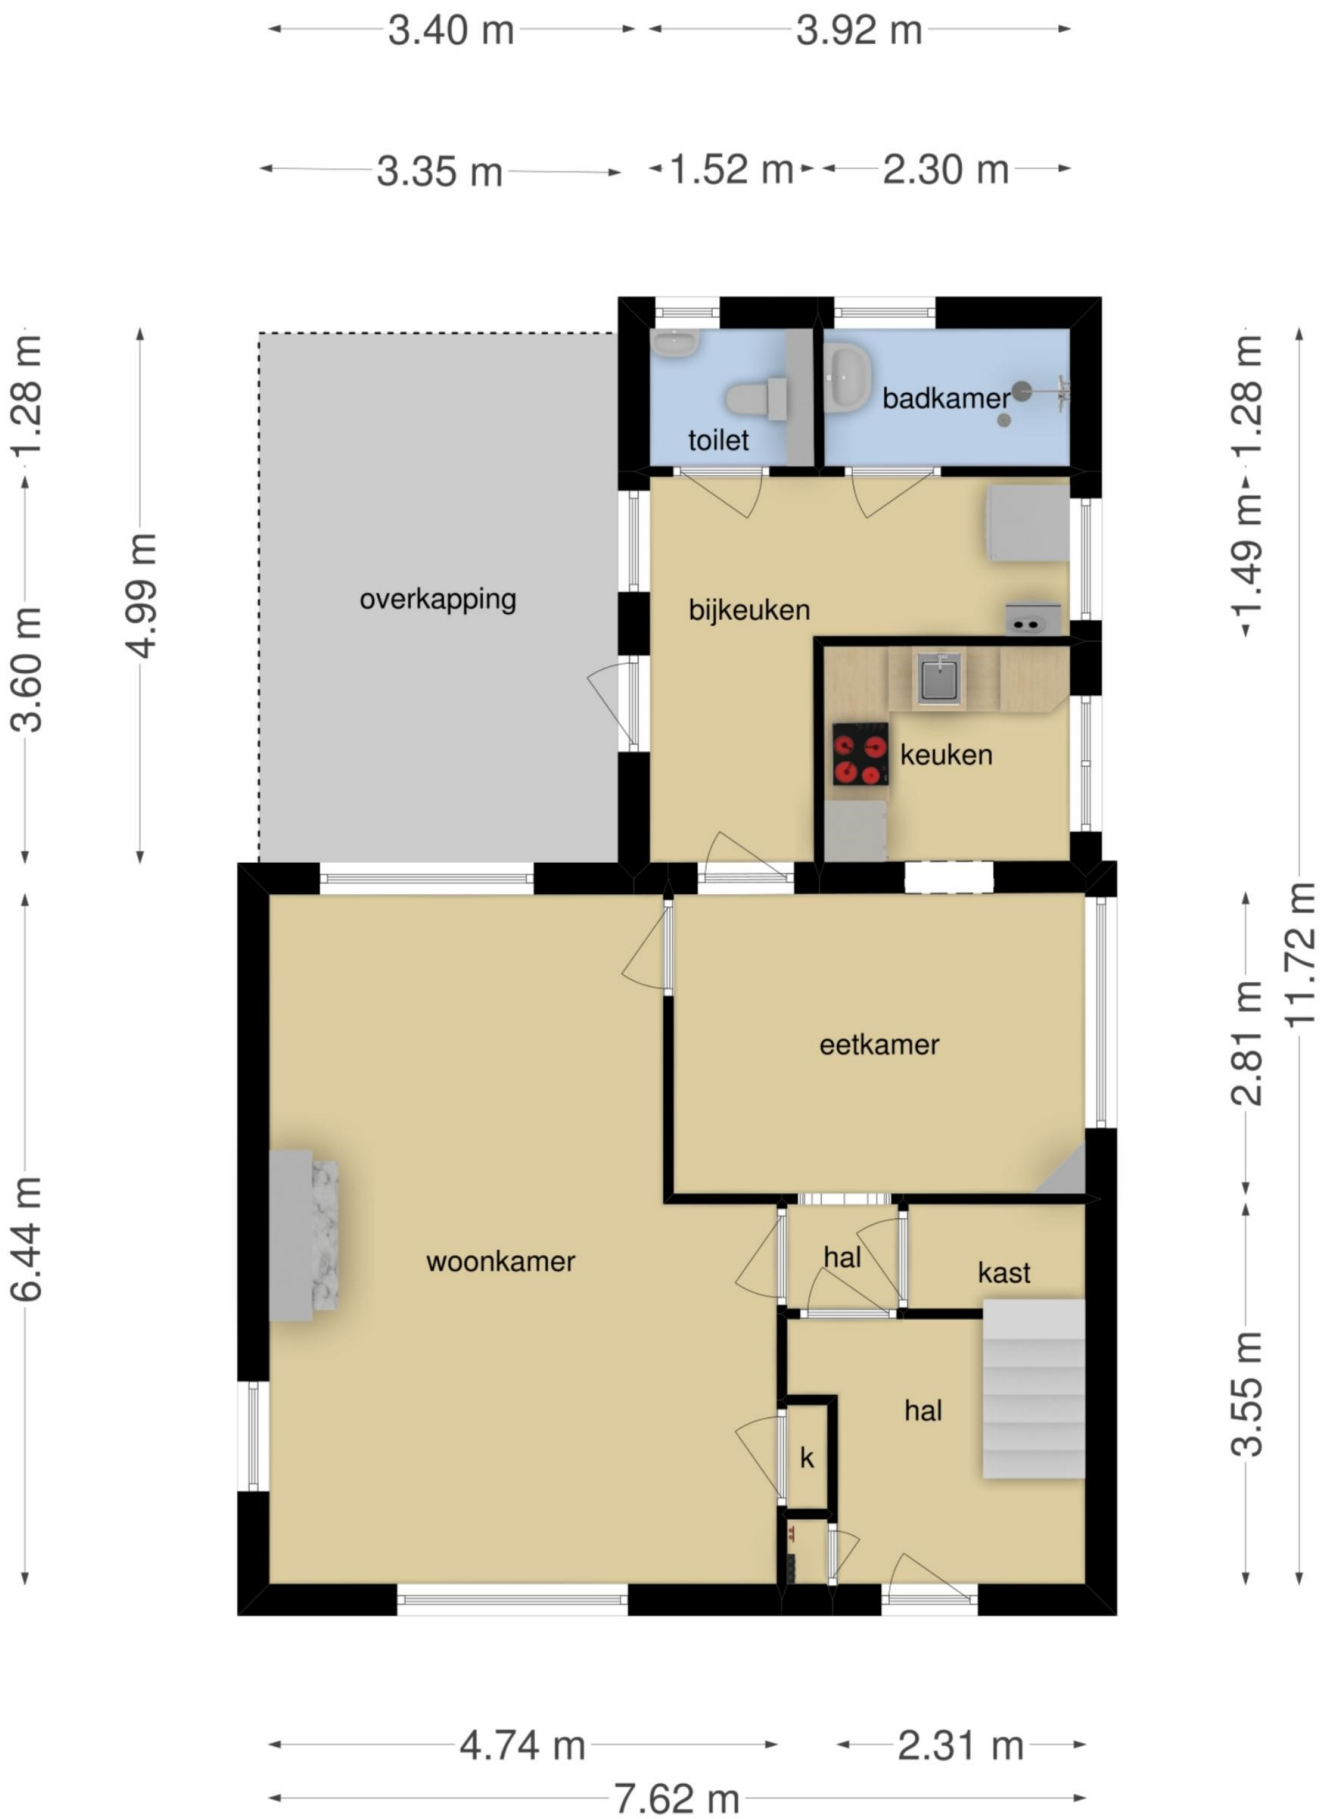 3.40 m
3.92 m
3.35 m
1.52 m
2.30 m
1.28 m
3.60 m
6.44 m
4.99 m
1.28 m
1.49 m
2.81 m
3.55 m
11.72 m
toilet
badkamer
overkapping
bijkeuken
keuken
eetkamer
woonkamer
hal
kast
hal
k
4.74 m
2.31 m
7.62 m